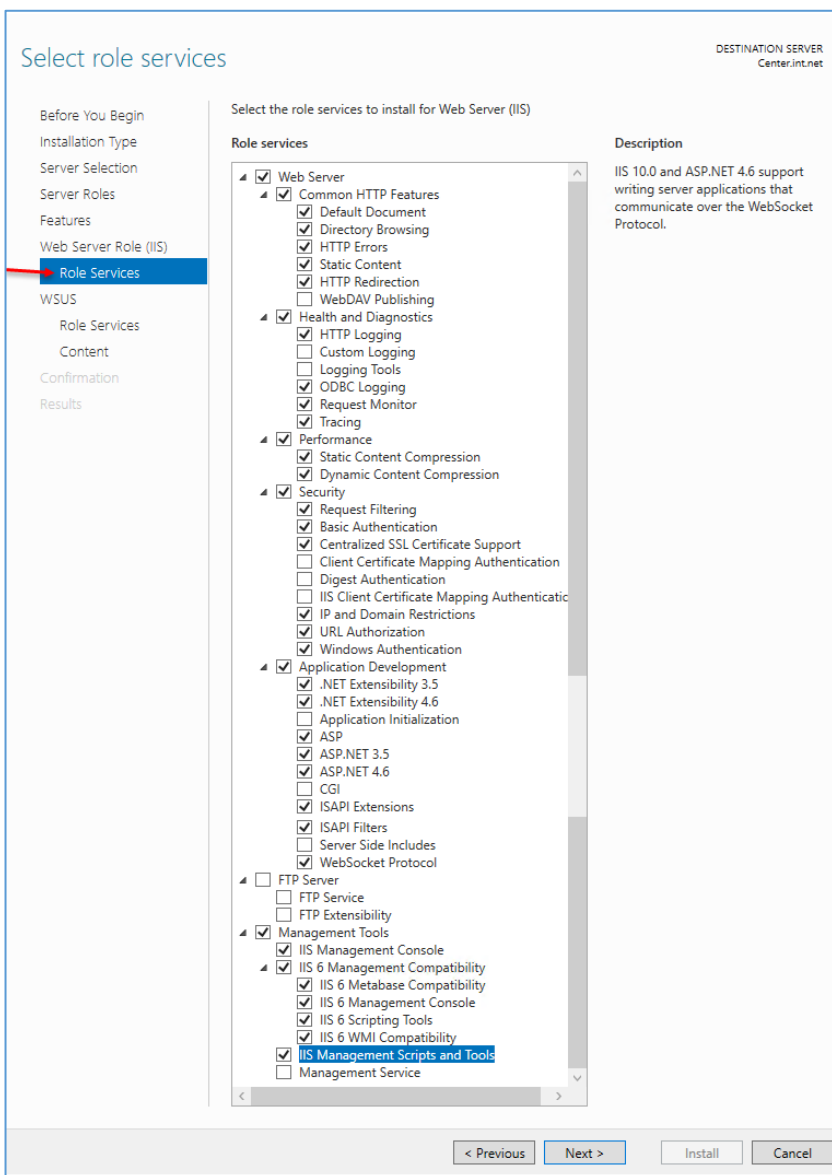 Select role services
DESTINATION SERVER
Center.int.net
Before You Begin
Installation Type
Server Selection
Server Roles
Features
Web Server Role (IIS)
Role Services
WSUS
Role Services
Content
Confirmation
Results
Select the role services to install for Web Server (IIS)
Role services
Web Server
Common HTTP Features
Default Document
Directory Browsing
HTTP Errors
Static Content
HTTP Redirection
WebDAV Publishing
Health and Diagnostics
HTTP Logging
Custom Logging
Logging Tools
ODBC Logging
Request Monitor
Tracing
Performance
Static Content Compression
Dynamic Content Compression
Security
Request Filtering
Basic Authentication
Centralized SSL Certificate Support
Client Certificate Mapping Authentication
Digest Authentication
IIS Client Certificate Mapping Authenticatic
IP and Domain Restrictions
URL Authorization
Windows Authentication
Application Development
.NET Extensibility 3.5
.NET Extensibility 4.6
Application Initialization
ASP
ASP.NET 3.5
ASP.NET 4.6
CGI
ISAPI Extensions
ISAPI Filters
Server Side Includes
WebSocket Protocol
FTP Server
FTP Service
FTP Extensibility
Management Tools
IIS Management Console
IIS 6 Management Compatibility
IIS 6 Metabase Compatibility
IIS 6 Management Console
IIS 6 Scripting Tools
IIS 6 WMI Compatibility
IIS Management Scripts and Tools
Management Service
Description
IIS 10.0 and ASP.NET 4.6 support
writing server applications that
communicate over the WebSocket
Protocol.
< Previous
Next >
Install
Cancel